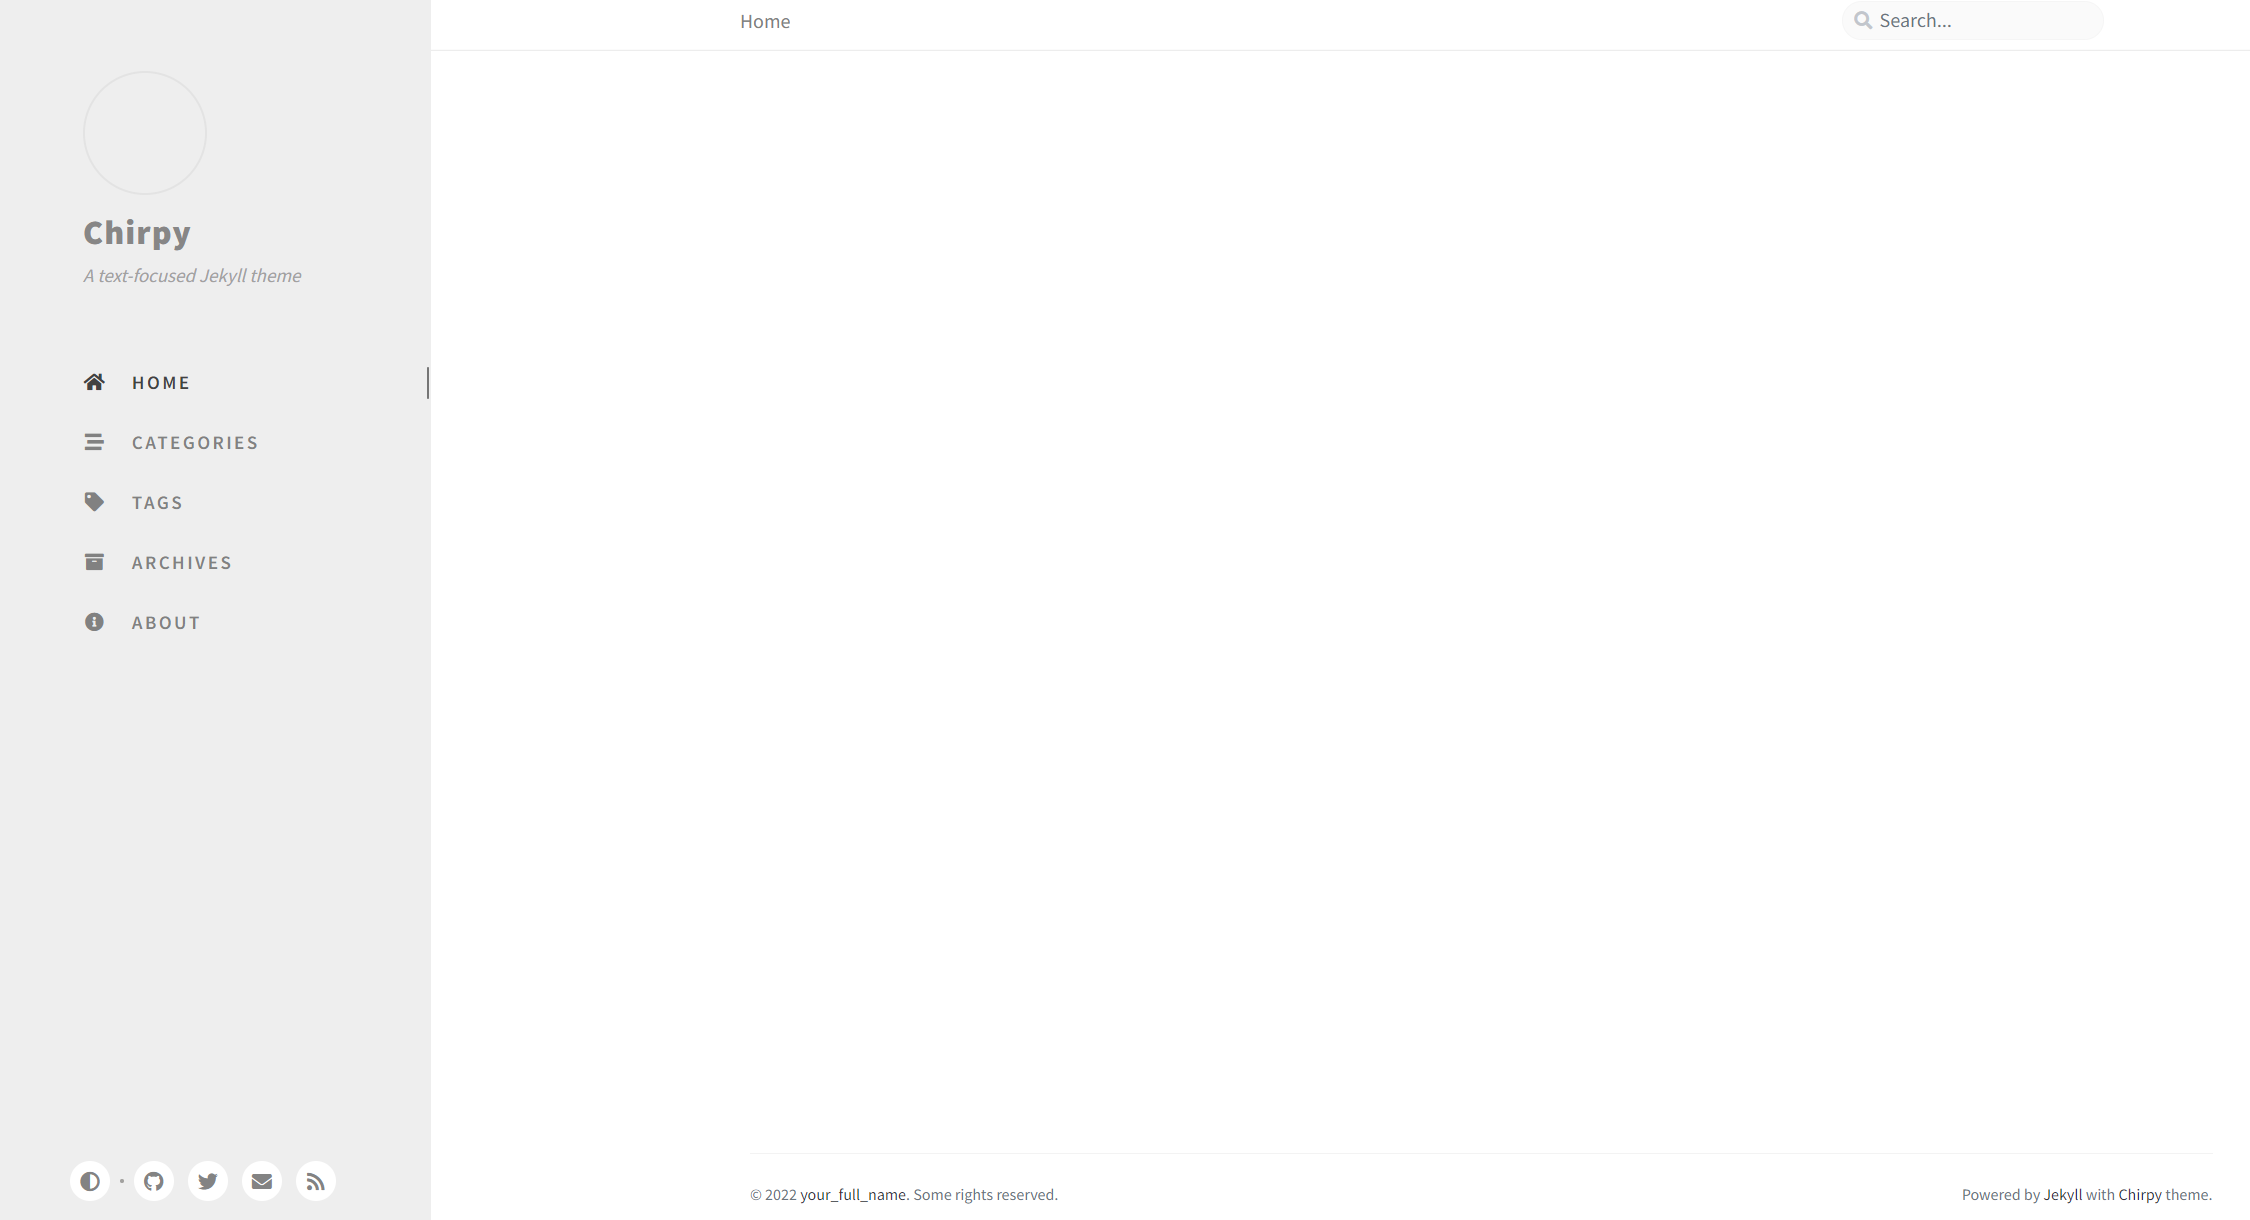 Chirpy
A text-focused Jekyll theme
HOME
CATEGORIES
TAGS
ARCHIVES
ABOUT
Home
Search...
© 2022 your_full_name. Some rights reserved.
Powered by Jekyll with Chirpy theme.